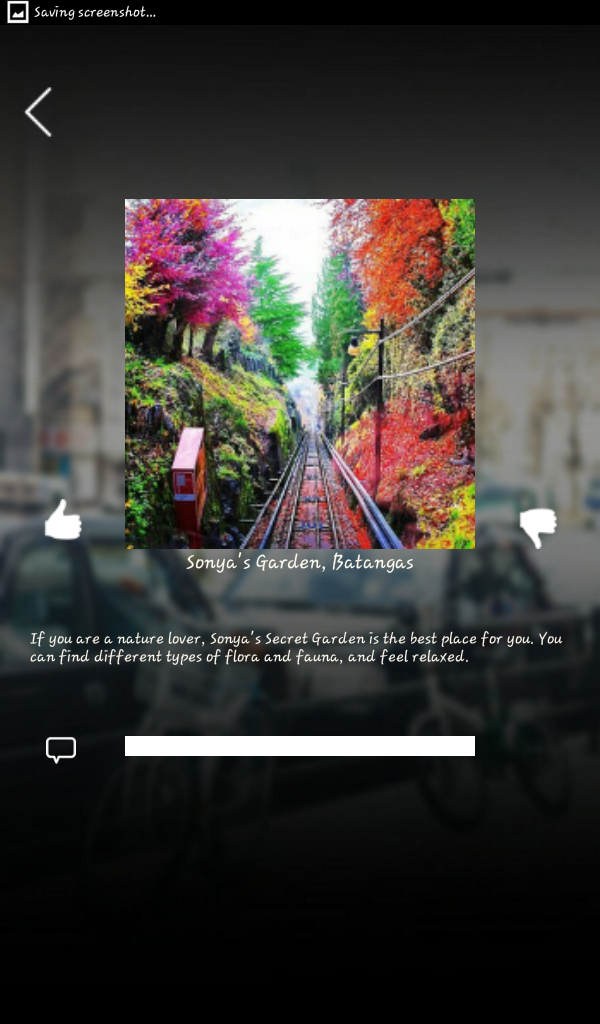 Saving screenshot...
Sonya's Garden, Batangas
If you are a nature lover, Sonya's Secret Garden is the best place for you. You
can find different types of flora and fauna, and feel relaxed.